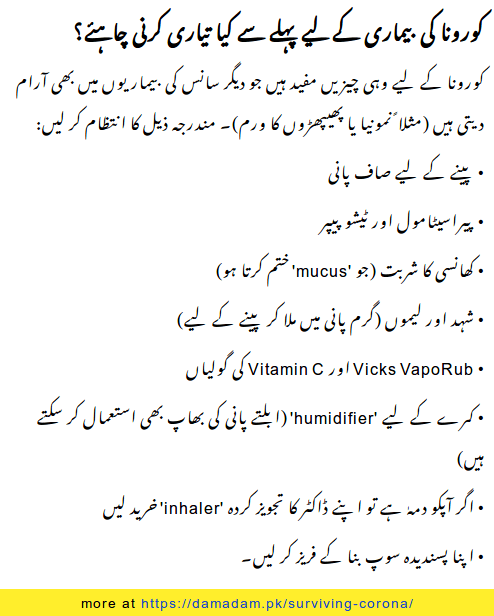 کورونا کی بیماری کے لیے پہلے سے کیا تیاری کرنی چاہئے؟
کورونا کے لیے وہی چیزیں مفید ہیں جو دیگر سانس کی بیماریوں میں بھی آرام
دیتی ہیں (مثلاً نمونیا یا پھیپھڑوں کا ورم)۔ مندرجہ ذیل کا انتظام کر لیں:
• پینے کے لیے صاف پانی
• پیراسیٹامول اور ٹیشو پیپر
• کھانسی کا شربت (جو 'mucus' ختم کرتا ہو)
• شہد اور لیموں (گرم پانی میں ملا کر پینے کے لیے)
• Vicks VapoRub اور Vitamin C کی گولیاں
• کمرے کے لیے 'humidifier' (ابلتے پانی کی بھاپ بھی استعمال کر سکتے
ہیں)
• اگر آپکو دمہ ہے تو اپنے ڈاکٹر کا تجویز کردہ 'inhaler' خرید لیں
• اپنا پسندیدہ سوپ بنا کے فریز کر لیں۔
more at https://damadam.pk/surviving-corona/